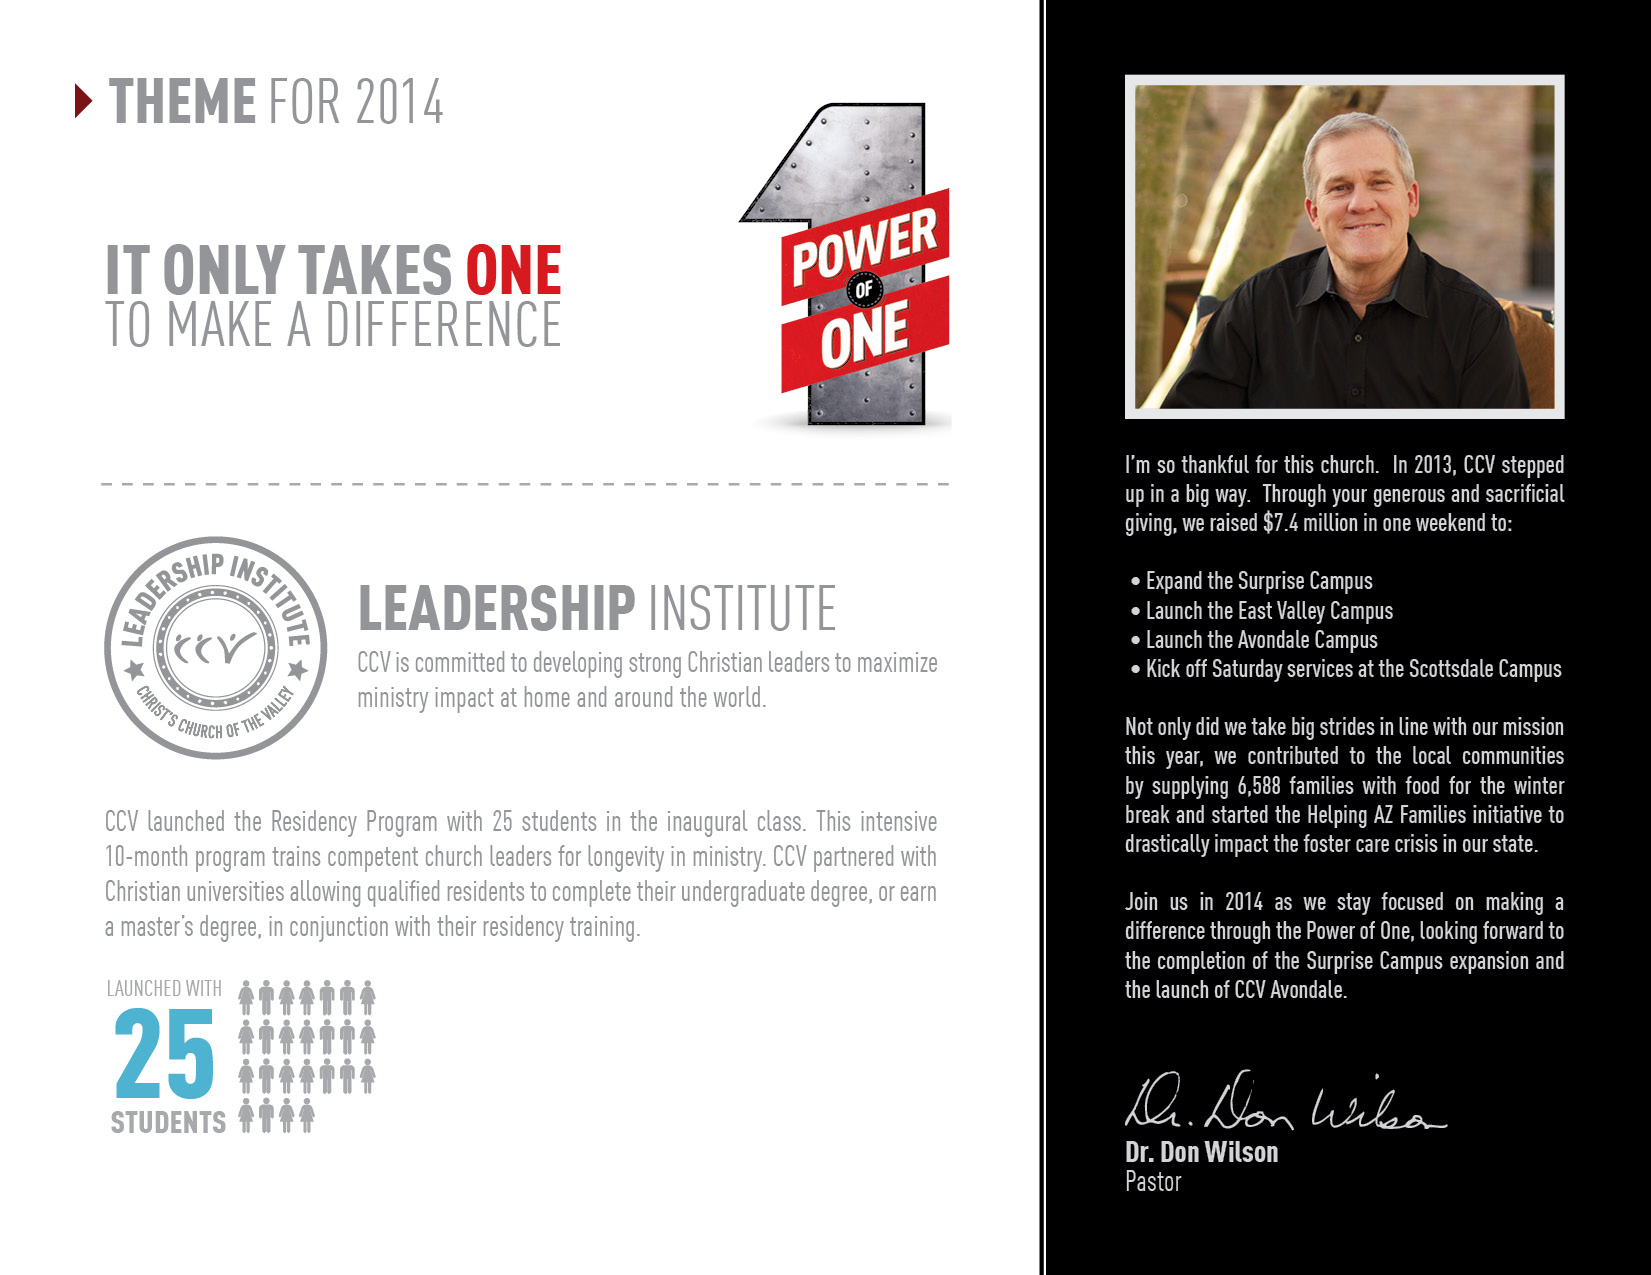 THEME FOR 2014
IT ONLY TAKES ONE
TO MAKE A DIFFERENCE
POWER
OF
ONE
LEADERSHIP INSTITUTE
CCV
CHRIST'S CHURCH OF THE VALLEY
LEADERSHIP INSTITUTE
CCV is committed to developing strong Christian leaders to maximize
ministry impact at home and around the world.
CCV launched the Residency Program with 25 students in the inaugural class. This intensive
10-month program trains competent church leaders for longevity in ministry. CCV partnered with
Christian universities allowing qualified residents to complete their undergraduate degree, or earn
a master's degree, in conjunction with their residency training.
LAUNCHED WITH
25
STUDENTS
I'm so thankful for this church.  In 2013, CCV stepped
up in a big way.  Through your generous and sacrificial
giving, we raised $7.4 million in one weekend to:
• Expand the Surprise Campus
• Launch the East Valley Campus
• Launch the Avondale Campus
• Kick off Saturday services at the Scottsdale Campus
Not only did we take big strides in line with our mission
this year, we contributed to the local communities
by supplying 6,588 families with food for the winter
break and started the Helping AZ Families initiative to
drastically impact the foster care crisis in our state.
Join us in 2014 as we stay focused on making a
difference through the Power of One, looking forward to
the completion of the Surprise Campus expansion and
the launch of CCV Avondale.
Dr. Don Wilson
Dr. Don Wilson
Pastor